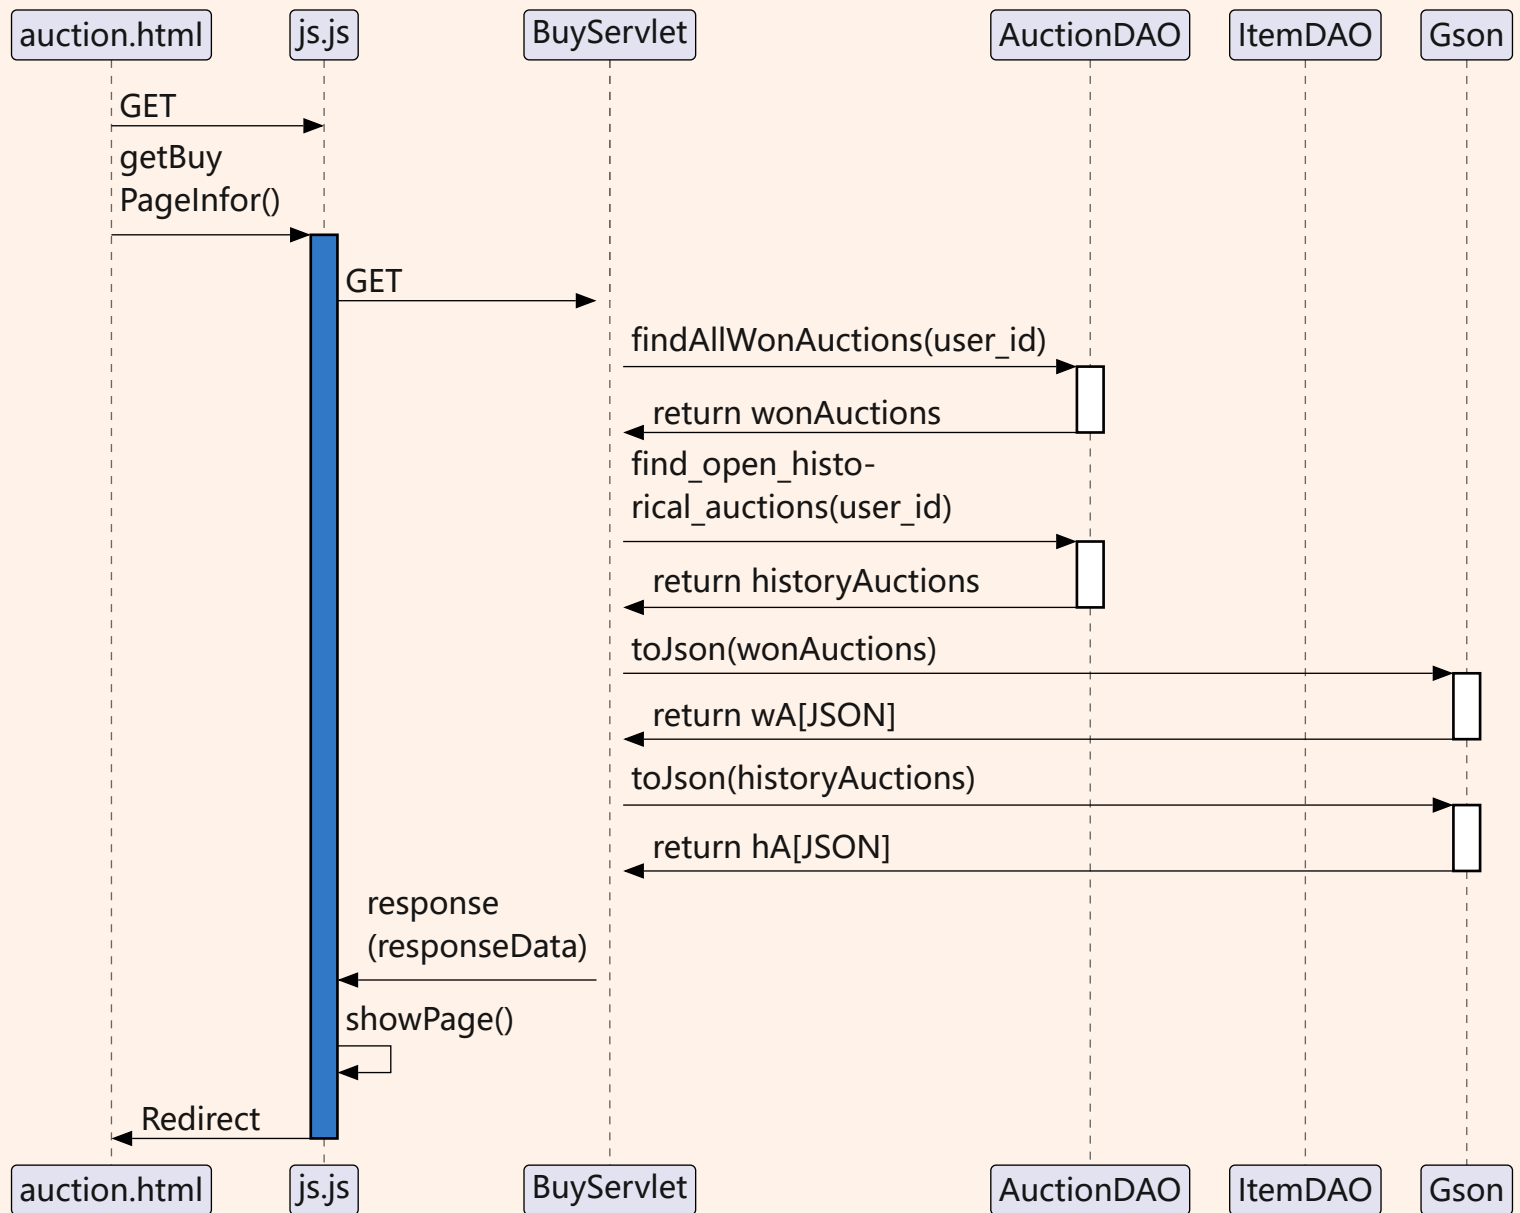 auction.html
js.js
BuyServlet
AuctionDAO
ItemDAO
Gson
GET
getBuy
PageInfor()
GET
findAllWonAuctions(user_id)
return wonAuctions
find_open_histo-
rical_auctions(user_id)
return historyAuctions
toJson(wonAuctions)
return wA[JSON]
toJson(historyAuctions)
return hA[JSON]
response
(responseData)
showPage()
Redirect
auction.html
js.js
BuyServlet
AuctionDAO
ItemDAO
Gson